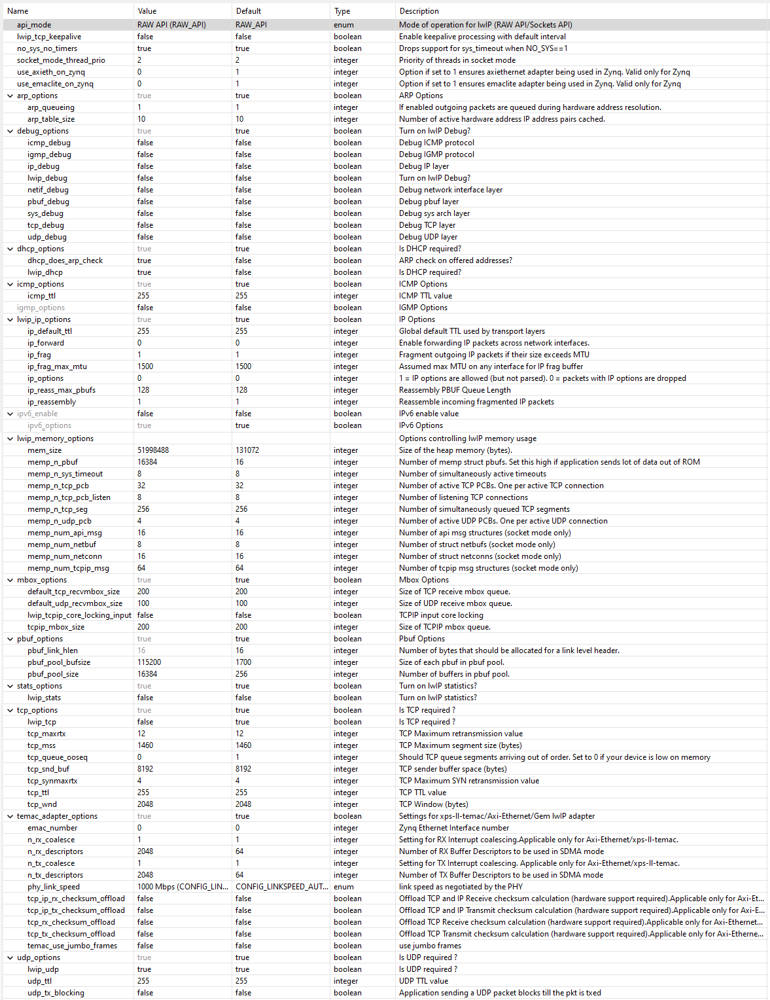 Name Value Default Type Description
api_mode RAW API (RAW_API) RAW_API enum Mode of operation for lwIP (RAW API/Sockets API)
lwip_tcp_keepalive false false boolean Enable keepalive processing with default interval
no_sys_no_timers true true boolean Drops support for sys_timeout when NO_SYS==1
socket_mode_thread_prio 2 2 integer Priority of threads in socket mode
use_axieth_on_zynq 0 1 integer Option if set to 1 ensures axiethernet adapter being used in Zynq. Valid only for Zynq
use_emaclite_on_zynq 0 1 integer Option if set to 1 ensures emaclite adapter being used in Zynq. Valid only for Zynq
arp_options true true boolean ARP Options
arp_queueing 1 1 integer If enabled outgoing packets are queued during hardware address resolution.
arp_table_size 10 10 integer Number of active hardware address IP address pairs cached.
debug_options true true boolean Turn on lwIP Debug?
icmp_debug false false boolean Debug ICMP protocol
igmp_debug false false boolean Debug IGMP protocol
ip_debug false false boolean Debug IP layer
lwip_debug false false boolean Turn on lwIP Debug?
netif_debug false false boolean Debug network interface layer
pbuf_debug false false boolean Debug pbuf layer
sys_debug false false boolean Debug sys arch layer
tcp_debug false false boolean Debug TCP layer
udp_debug false false boolean Debug UDP layer
dhcp_options true true boolean Is DHCP required?
dhcp_does_arp_check true false boolean ARP check on offered addresses?
lwip_dhcp true false boolean Is DHCP required?
icmp_options true true boolean ICMP Options
icmp_ttl 255 255 integer ICMP TTL value
igmp_options false false boolean IGMP Options
lwip_ip_options true true boolean IP Options
ip_default_ttl 255 255 integer Global default TTL used by transport layers
ip_forward 0 0 integer Enable forwarding IP packets across network interfaces.
ip_frag 1 1 integer Fragment outgoing IP packets if their size exceeds MTU
ip_frag_max_mtu 1500 1500 integer Assumed max MTU on any interface for IP frag buffer
ip_options 0 0 integer 1 = IP options are allowed (but not parsed). 0 = packets with IP options are dropped
ip_reass_max_pbufs 128 128 integer Reassembly PBUF Queue Length
ip_reassembly 1 1 integer Reassemble incoming fragmented IP packets
ipv6_enable false false boolean IPv6 enable value
ipv6_options true true boolean IPv6 Options
lwip_memory_options Options controlling lwIP memory usage
mem_size 51998488 131072 integer Size of the heap memory (bytes).
memp_n_pbuf 16384 16 integer Number of memp struct pbufs. Set this high if application sends lot of data out of ROM
memp_n_sys_timeout 8 8 integer Number of simultaneously active timeouts
memp_n_tcp_pcb 32 32 integer Number of active TCP PCBs. One per active TCP connection
memp_n_tcp_pcb_listen 8 8 integer Number of listening TCP connections
memp_n_tcp_seg 256 256 integer Number of simultaneously queued TCP segments
memp_n_udp_pcb 4 4 integer Number of active UDP PCBs. One per active UDP connection
memp_num_api_msg 16 16 integer Number of api msg structures (socket mode only)
memp_num_netbuf 8 8 integer Number of struct netbufs (socket mode only)
memp_num_netconn 16 16 integer Number of struct netconns (socket mode only)
memp_num_tcpip_msg 64 64 integer Number of tcpip msg structures (socket mode only)
mbox_options true true boolean Mbox Options
default_tcp_recvmbox_size 200 200 integer Size of TCP receive mbox queue.
default_udp_recvmbox_size 100 100 integer Size of UDP receive mbox queue.
lwip_tcpip_core_locking_input false false boolean TCPIP input core locking
tcpip_mbox_size 200 200 integer Size of TCPIP mbox queue.
pbuf_options true true boolean Pbuf Options
pbuf_link_hlen 16 16 integer Number of bytes that should be allocated for a link level header.
pbuf_pool_bufsize 115200 1700 integer Size of each pbuf in pbuf pool.
pbuf_pool_size 16384 256 integer Number of buffers in pbuf pool.
stats_options true true boolean Turn on lwIP statistics?
lwip_stats false false boolean Turn on lwIP statistics?
tcp_options true true boolean Is TCP required ?
lwip_tcp false true boolean Is TCP required ?
tcp_maxrtx 12 12 integer TCP Maximum retransmission value
tcp_mss 1460 1460 integer TCP Maximum segment size (bytes)
tcp_queue_ooseq 0 1 integer Should TCP queue segments arriving out of order. Set to 0 if your device is low on memory
tcp_snd_buf 8192 8192 integer TCP sender buffer space (bytes)
tcp_synmaxrtx 4 4 integer TCP Maximum SYN retransmission value
tcp_ttl 255 255 integer TCP TTL value
tcp_wnd 2048 2048 integer TCP Window (bytes)
temac_adapter_options true true boolean Settings for xps-ll-temac/Axi-Ethernet/Gem lwIP adapter
emac_number 0 0 integer Zynq Ethernet Interface number
n_rx_coalesce 1 1 integer Setting for RX Interrupt coalescing.Applicable only for Axi-Ethernet/xps-ll-temac.
n_rx_descriptors 2048 64 integer Number of RX Buffer Descriptors to be used in SDMA mode
n_tx_coalesce 1 1 integer Setting for TX Interrupt coalescing. Applicable only for Axi-Ethernet/xps-ll-temac.
n_tx_descriptors 2048 64 integer Number of TX Buffer Descriptors to be used in SDMA mode
phy_link_speed 1000 Mbps (CONFIG_LIN... CONFIG_LINKSPEED_AUT... enum link speed as negotiated by the PHY
tcp_ip_rx_checksum_offload false false boolean Offload TCP and IP Receive checksum calculation (hardware support required).Applicable only for Axi-Et...
tcp_ip_tx_checksum_offload false false boolean Offload TCP and IP Transmit checksum calculation (hardware support required).Applicable only for Axi-E...
tcp_rx_checksum_offload false false boolean Offload TCP Receive checksum calculation (hardware support required).Applicable only for Axi-Ethernet...
tcp_tx_checksum_offload false false boolean Offload TCP Transmit checksum calculation (hardware support required).Applicable only for Axi-Etherne...
temac_use_jumbo_frames false false boolean use jumbo frames
udp_options true true boolean Is UDP required ?
lwip_udp true true boolean Is UDP required ?
udp_ttl 255 255 integer UDP TTL value
udp_tx_blocking false false boolean Application sending a UDP packet blocks till the pkt is txed